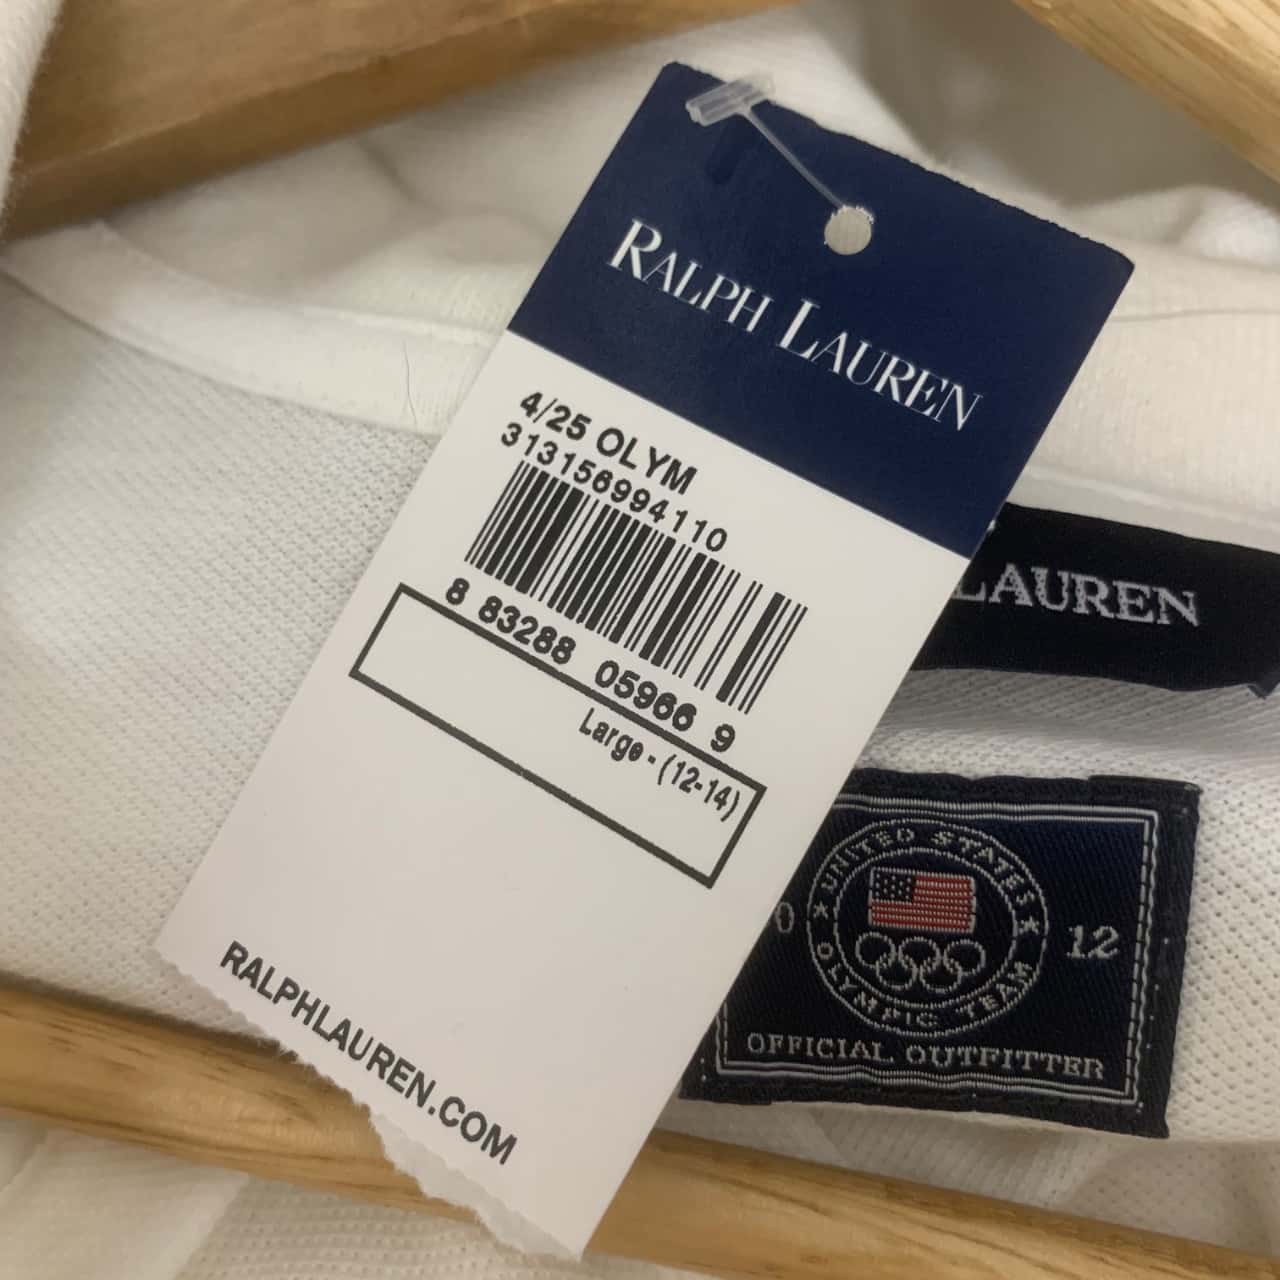 RALPH LAUREN
4/25 OLYM
313156994110
8 83288 05966 9
Large - (12-14)
RALPHLAUREN.COM
LAUREN
UNITED STATES
OLYMPIC TEAM
0 12
OFFICIAL OUTFITTER